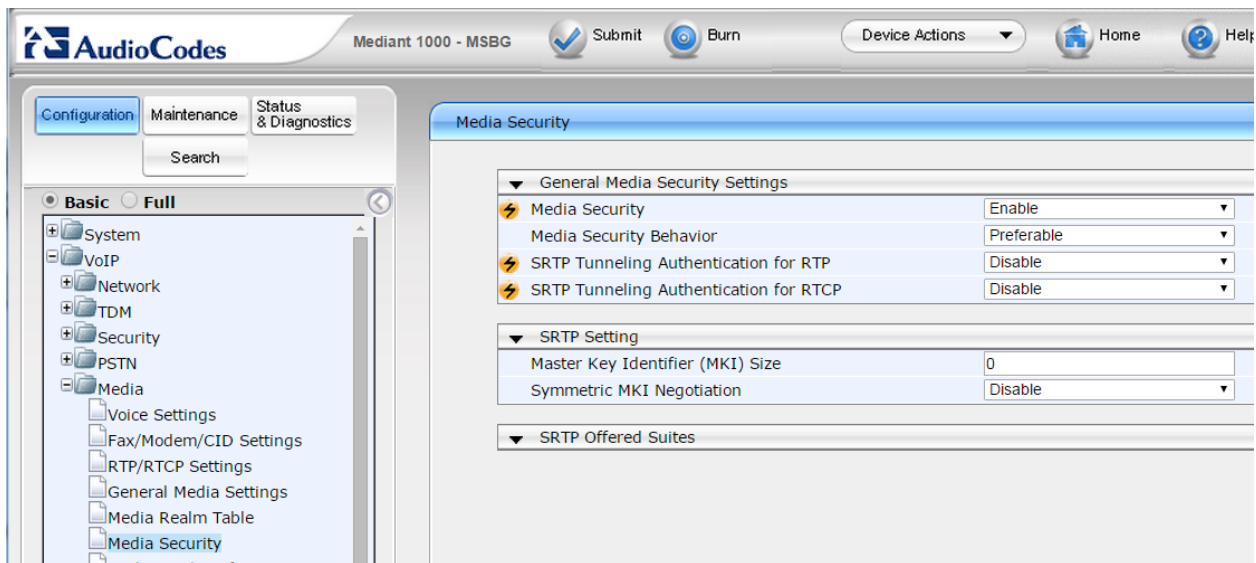 AudioCodes
Mediant 1000 - MSBG
Submit
Burn
Device Actions
Home
Help
Configuration
Maintenance
Status
& Diagnostics
Search
Basic
Full
System
VoIP
Network
TDM
Security
PSTN
Media
Voice Settings
Fax/Modem/CID Settings
RTP/RTCP Settings
General Media Settings
Media Realm Table
Media Security
Media Security
General Media Security Settings
Media Security Enable
Media Security Behavior Preferable
SRTP Tunneling Authentication for RTP Disable
SRTP Tunneling Authentication for RTCP Disable
SRTP Setting
Master Key Identifier (MKI) Size 0
Symmetric MKI Negotiation Disable
SRTP Offered Suites